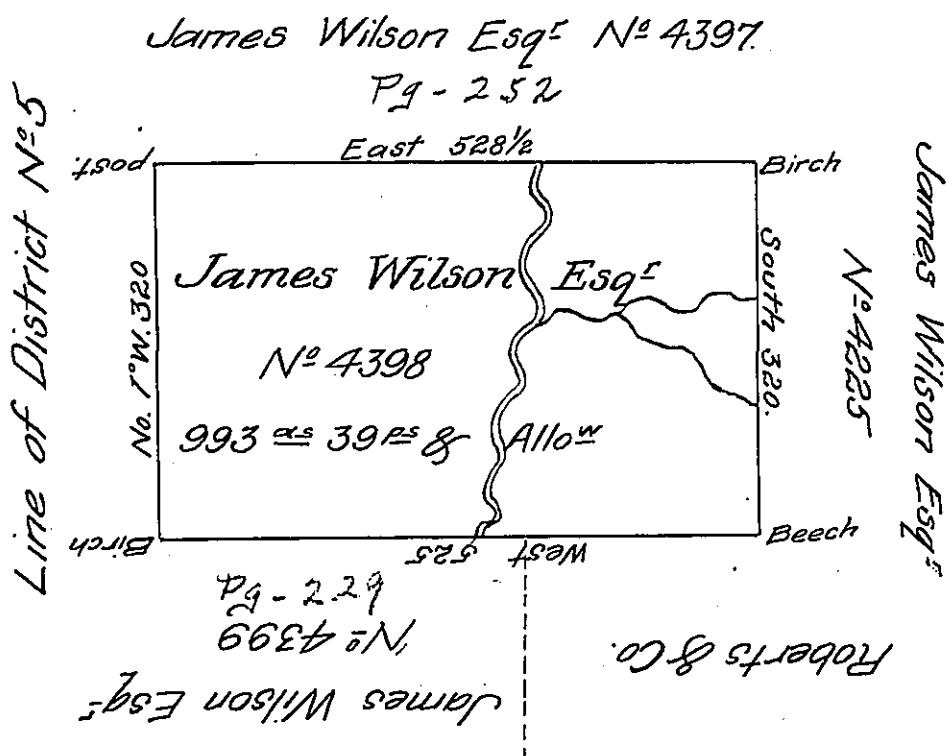 James Wilson Esqʳ Nº 4397.
Pg - 252
Line of District Nº 5
post.
East 528½
Birch
James Wilson Esqʳ
Nº 4225
No. 1° W. 320
South 320.
James Wilson Esqʳ
Nº 4398
993 as 39 ps & Allow
Birch
West 525
Beech
Pg - 229
Nº 4399
James Wilson Esqʳ
Roberts & Co.